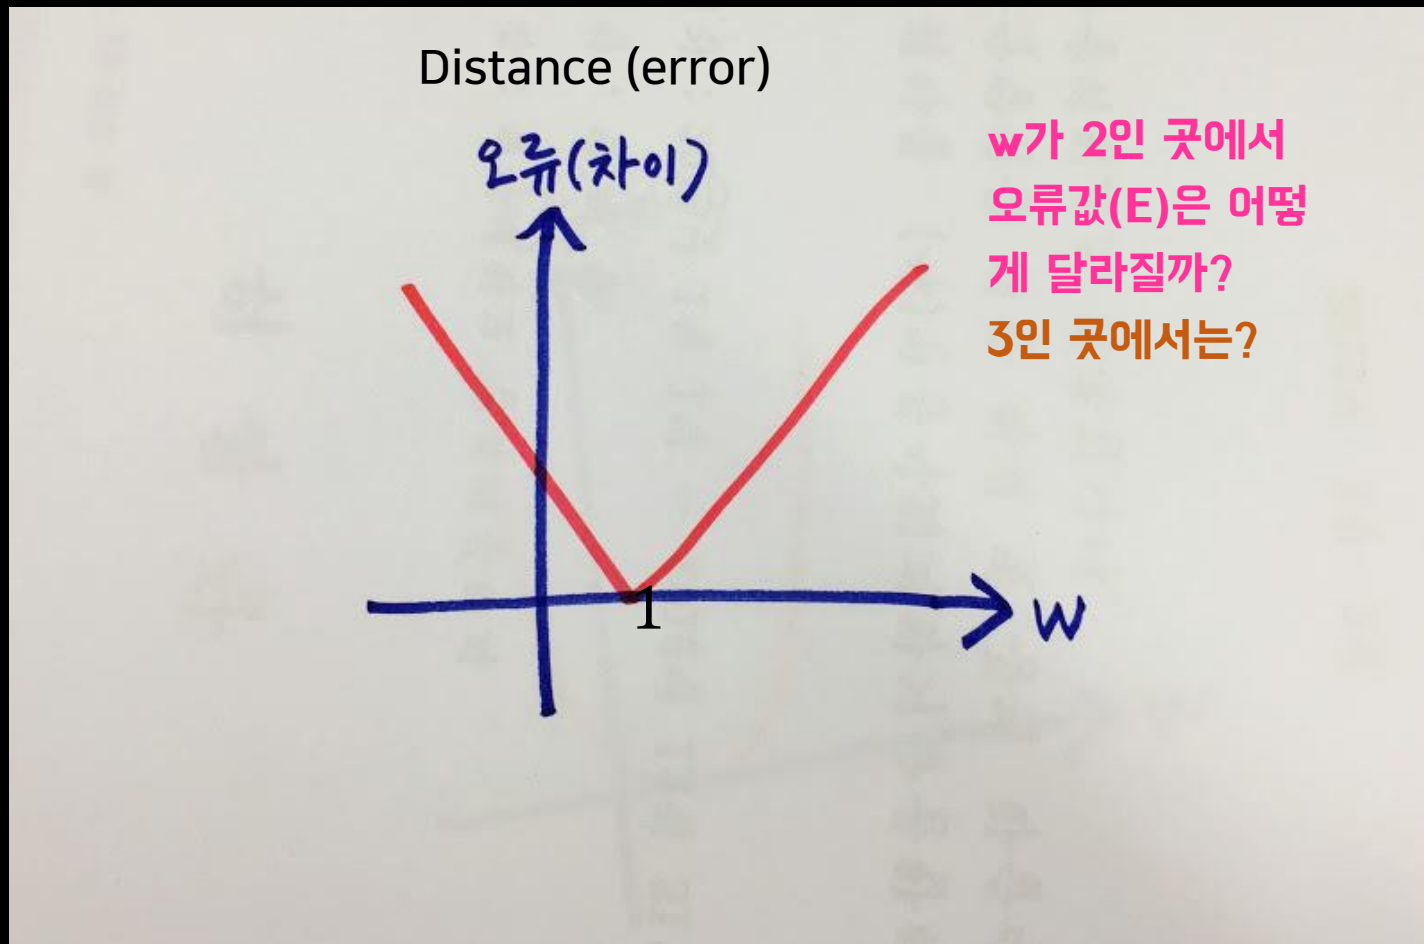 Distance (error)
오류(차이)
w가 2인 곳에서
오류값(E)은 어떻
게 달라질까?
3인 곳에서는?
1
W